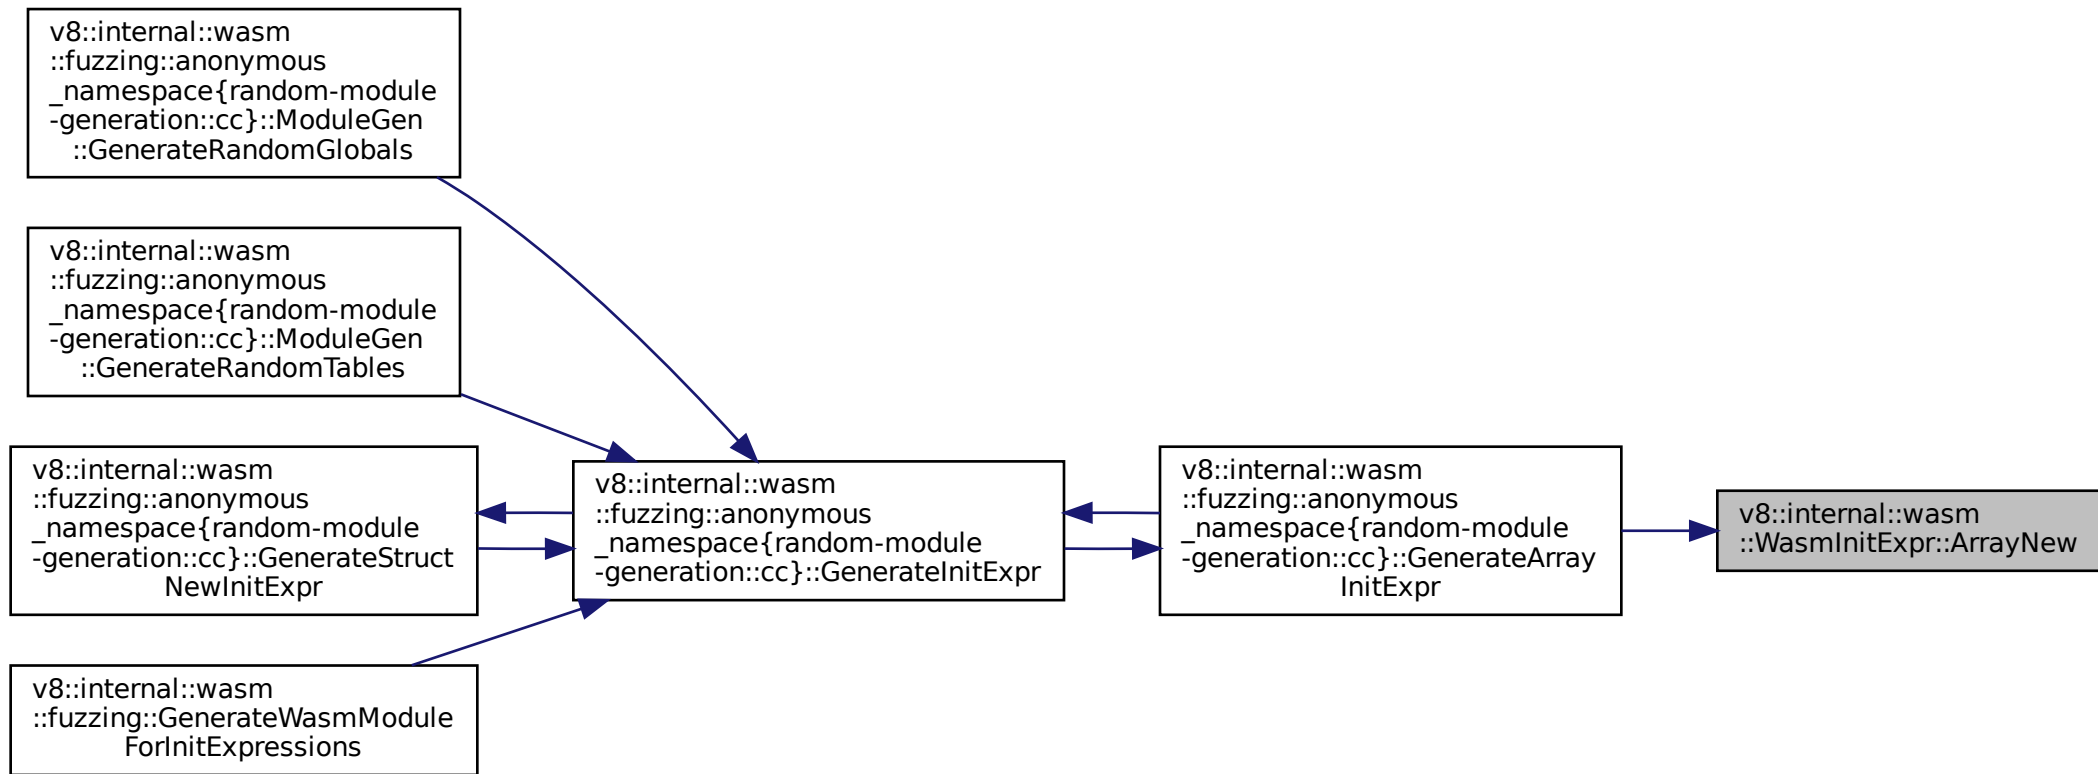 v8::internal::wasm
::fuzzing::anonymous
_namespace{random-module
-generation::cc}::ModuleGen
::GenerateRandomGlobals
v8::internal::wasm
::fuzzing::anonymous
_namespace{random-module
-generation::cc}::ModuleGen
::GenerateRandomTables
v8::internal::wasm
::fuzzing::anonymous
_namespace{random-module
-generation::cc}::GenerateStruct
NewInitExpr
v8::internal::wasm
::fuzzing::GenerateWasmModule
ForInitExpressions
v8::internal::wasm
::fuzzing::anonymous
_namespace{random-module
-generation::cc}::GenerateInitExpr
v8::internal::wasm
::fuzzing::anonymous
_namespace{random-module
-generation::cc}::GenerateArray
InitExpr
v8::internal::wasm
::WasmInitExpr::ArrayNew